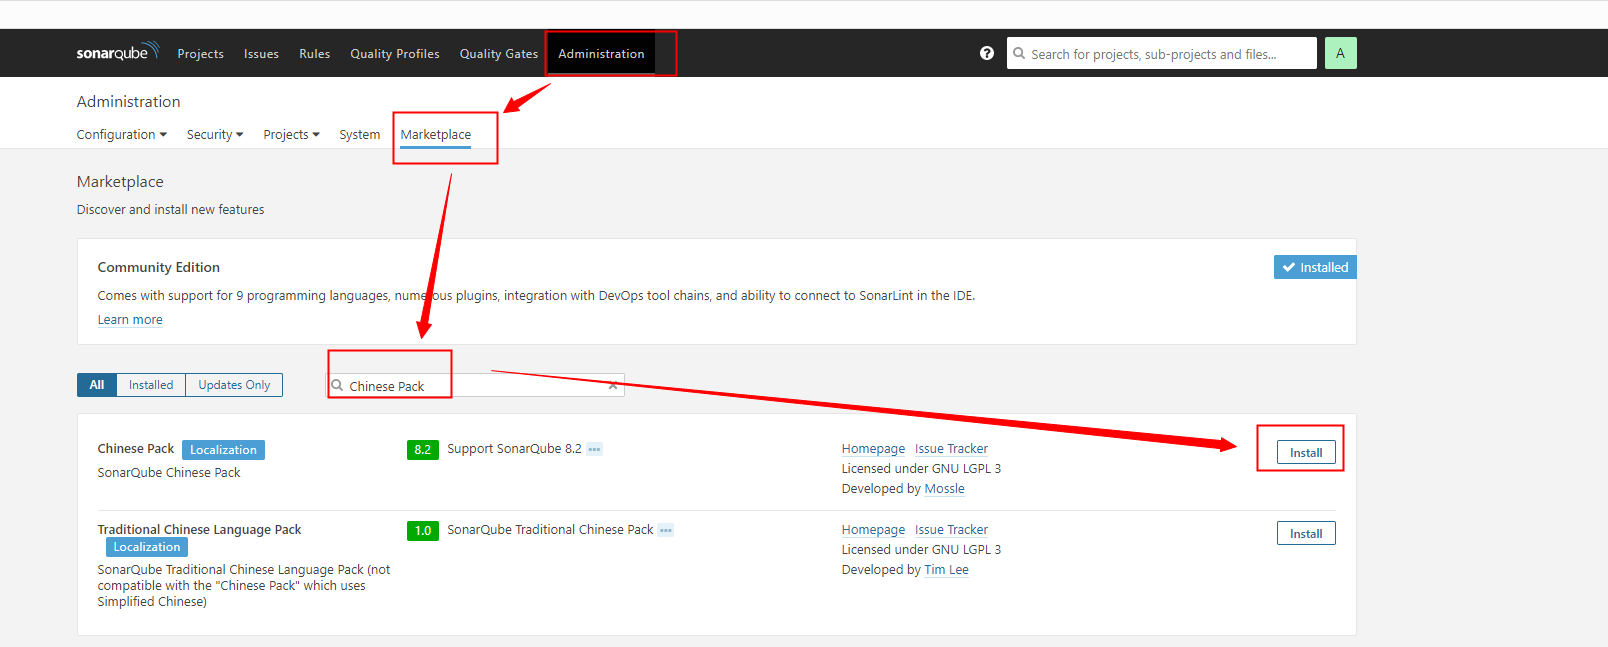 sonarqube Projects Issues Rules Quality Profiles Quality Gates Administration ? Search for projects, sub-projects and files... A
Administration
Configuration Security Projects System Marketplace
Marketplace
Discover and install new features
Community Edition Installed
Comes with support for 9 programming languages, numerous plugins, integration with DevOps tool chains, and ability to connect to SonarLint in the IDE.
Learn more
All Installed Updates Only Chinese Pack
Chinese Pack Localization 8.2 Support SonarQube 8.2 Homepage Issue Tracker Install
SonarQube Chinese Pack Licensed under GNU LGPL 3
Developed by Mossle
Traditional Chinese Language Pack 1.0 SonarQube Traditional Chinese Pack Homepage Issue Tracker Install
Localization Licensed under GNU LGPL 3
SonarQube Traditional Chinese Language Pack (not Developed by Tim Lee
compatible with the "Chinese Pack" which uses
Simplified Chinese)